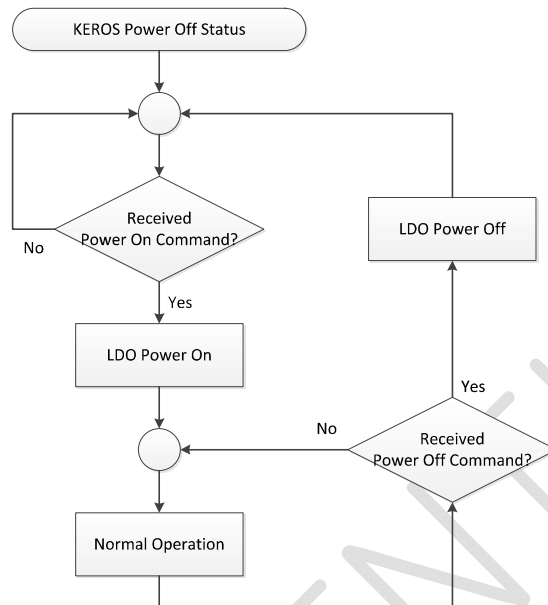 KEROS Power Off Status
Received
Power On Command?
No
Yes
LDO Power On
LDO Power Off
Yes
No
Received
Power Off Command?
Normal Operation